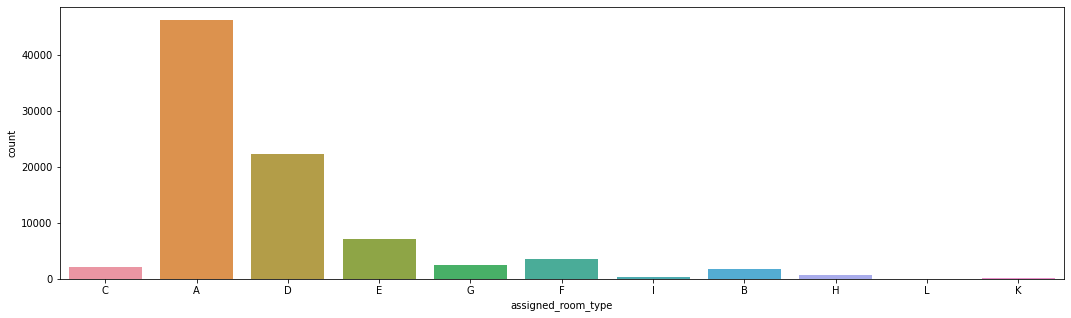 40000
30000
20000
10000
0
count
C A D E G F I B H L K
assigned_room_type